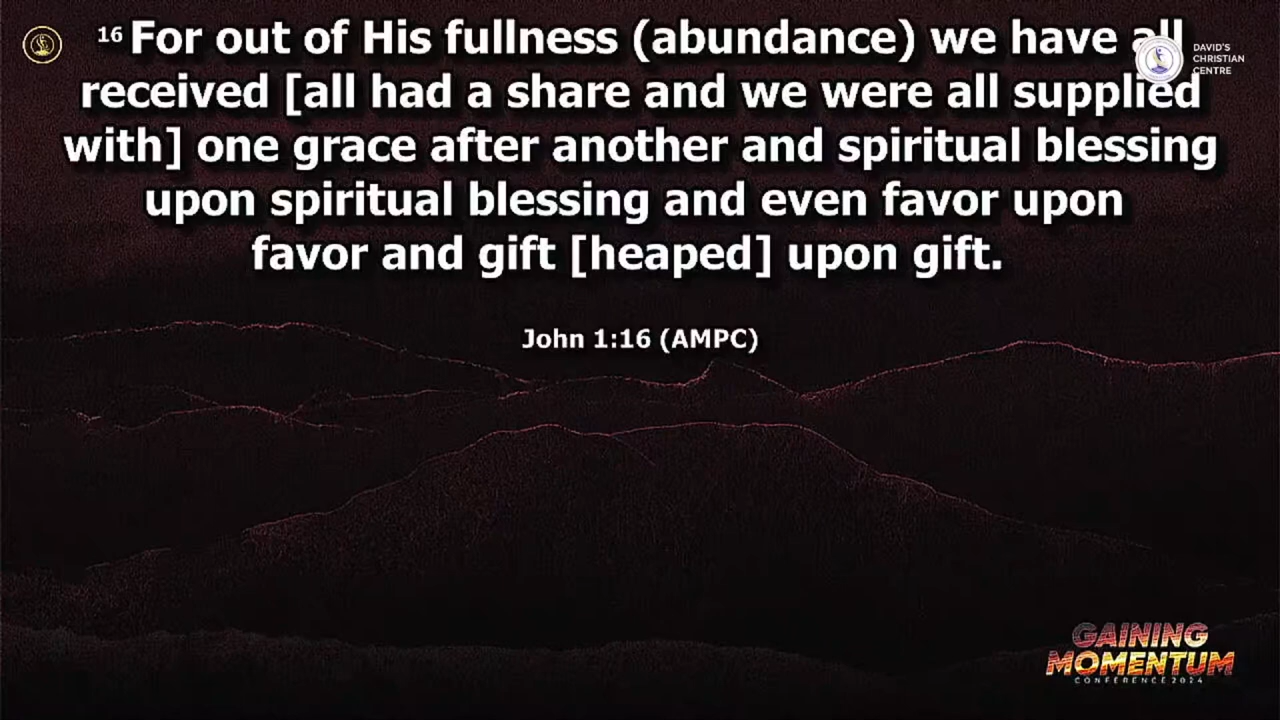 16 For out of His fullness (abundance) we have all
received [all had a share and we were all supplied
with] one grace after another and spiritual blessing
upon spiritual blessing and even favor upon
favor and gift [heaped] upon gift.
John 1:16 (AMPC)
DAVID'S
CHRISTIAN
CENTRE
GAINING
MOMENTUM
CONFERENCE 2024